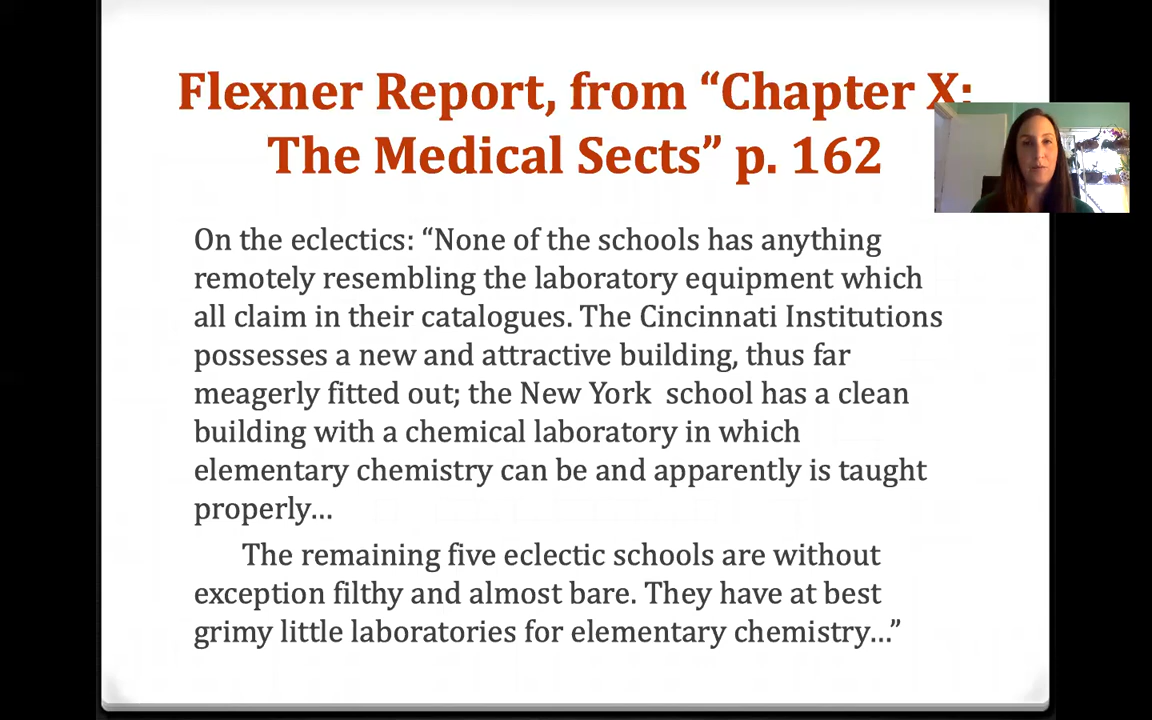 Flexner Report, from “Chapter X:
The Medical Sects” p. 162
On the eclectics: “None of the schools has anything
remotely resembling the laboratory equipment which
all claim in their catalogues. The Cincinnati Institutions
possesses a new and attractive building, thus far
meagerly fitted out; the New York  school has a clean
building with a chemical laboratory in which
elementary chemistry can be and apparently is taught
properly…
The remaining five eclectic schools are without
exception filthy and almost bare. They have at best
grimy little laboratories for elementary chemistry…”